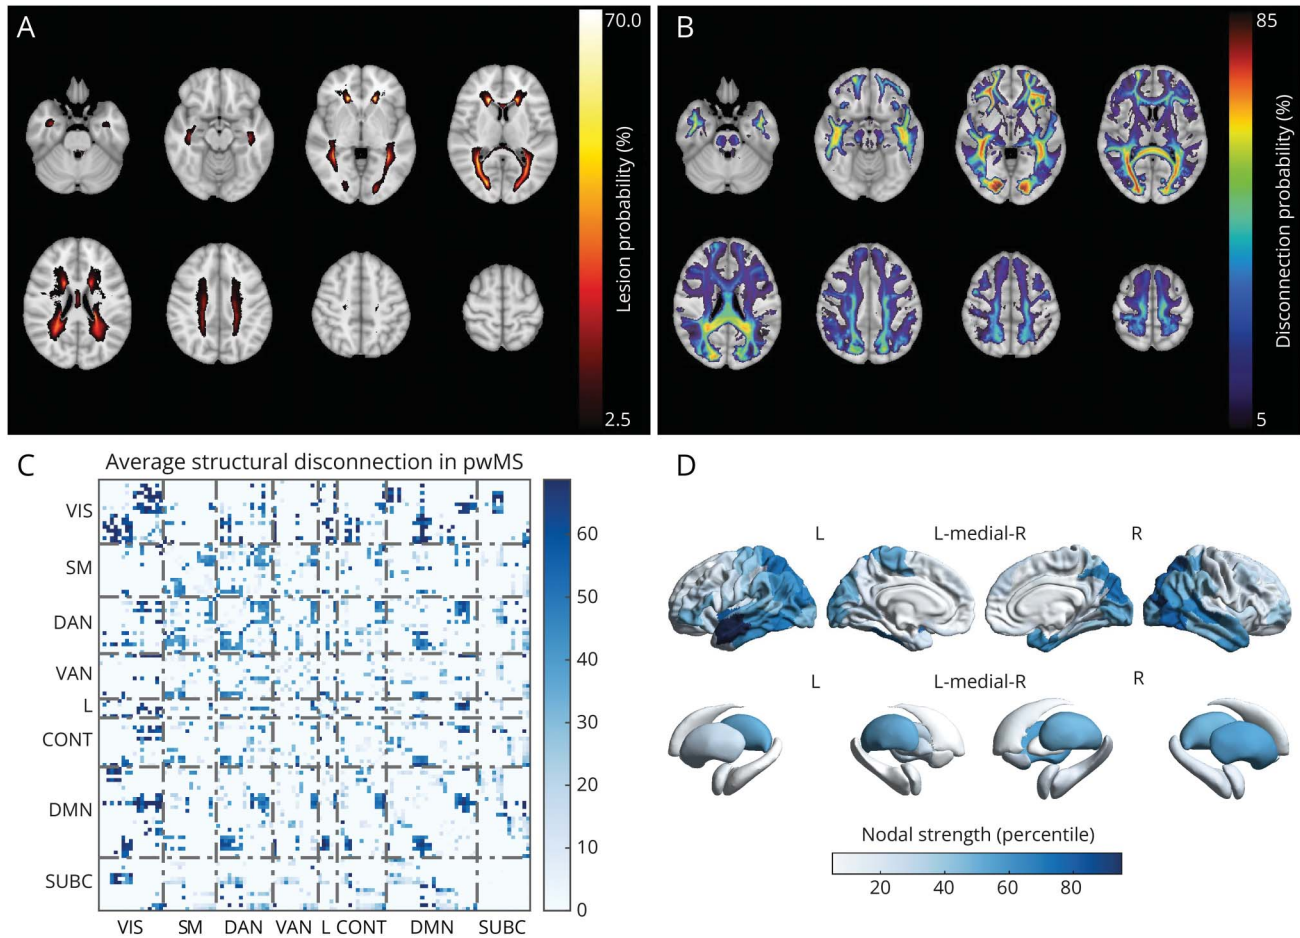 A
70.0
Lesion probability (%)
2.5
B
85
Disconnection probability (%)
5
C
Average structural disconnection in pwMS
VIS
SM
DAN
VAN
L
CONT
DMN
SUBC
VIS SM DAN VAN L CONT DMN SUBC
60
50
40
30
20
10
0
D
L L-medial-R R
L L-medial-R R
Nodal strength (percentile)
20 40 60 80